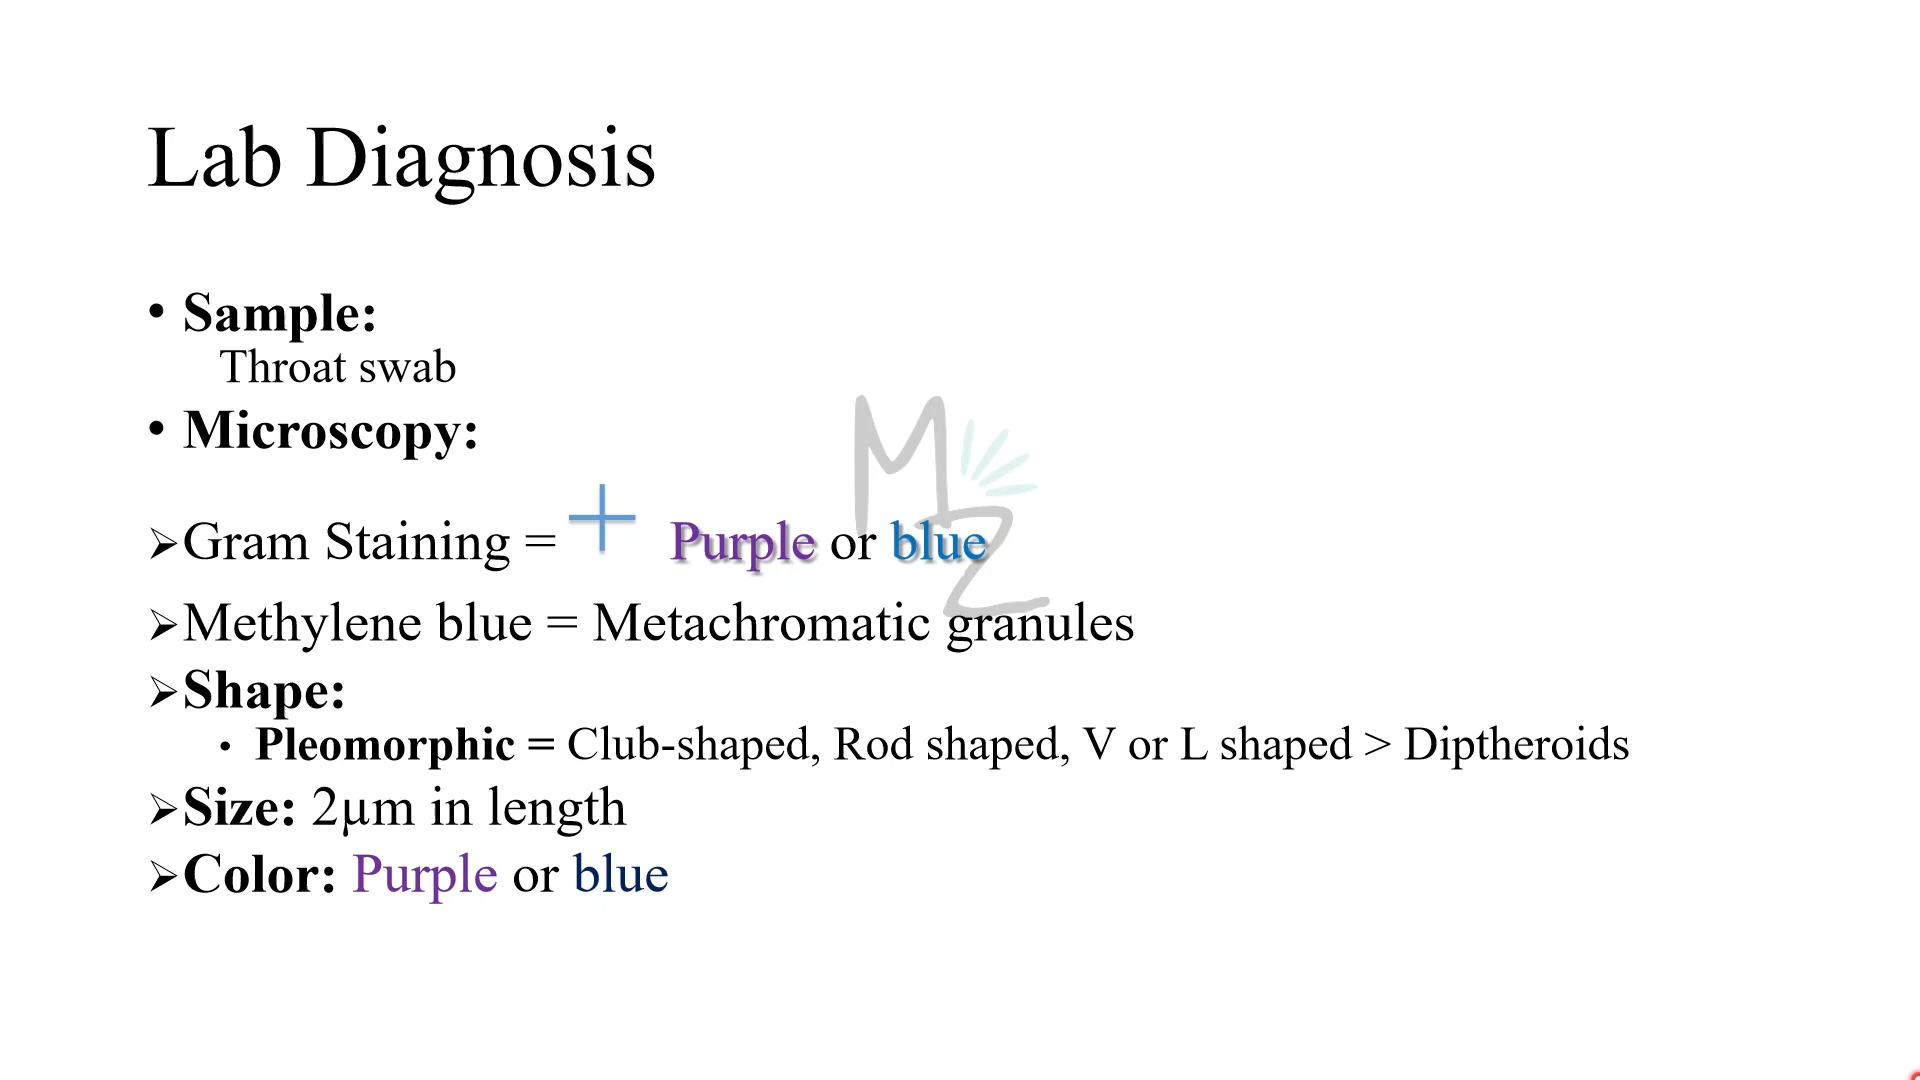 Lab Diagnosis
• Sample:
Throat swab
• Microscopy:
➢Gram Staining = + Purple or blue
➢Methylene blue = Metachromatic granules
➢Shape:
• Pleomorphic = Club-shaped, Rod shaped, V or L shaped > Diptheroids
➢Size: 2µm in length
➢Color: Purple or blue
MZ